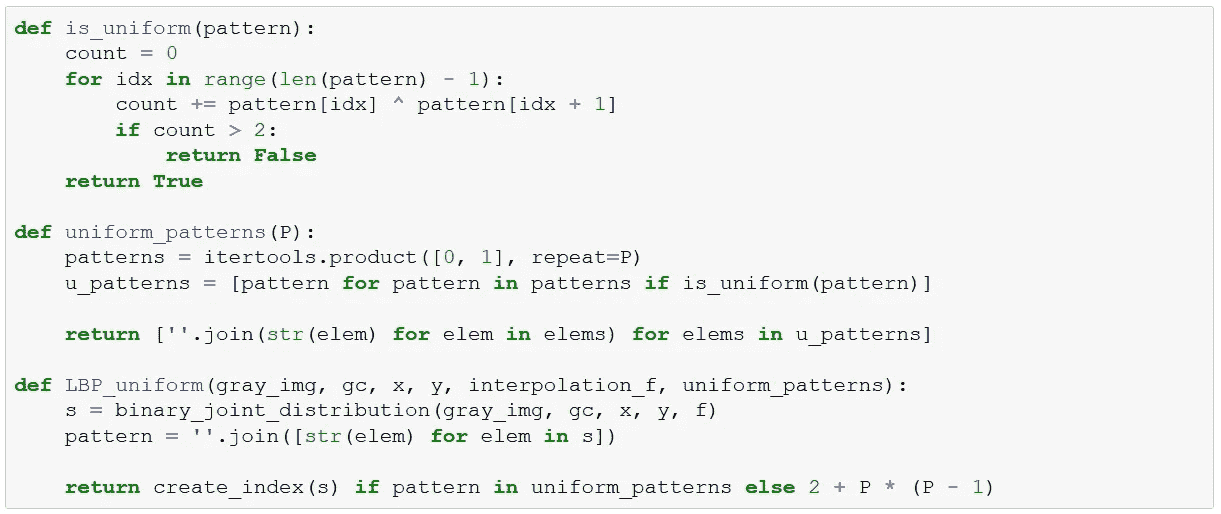 def is_uniform(pattern):
    count = 0
    for idx in range(len(pattern) - 1):
        count += pattern[idx] ^ pattern[idx + 1]
        if count > 2:
            return False
    return True

def uniform_patterns(P):
    patterns = itertools.product([0, 1], repeat=P)
    u_patterns = [pattern for pattern in patterns if is_uniform(pattern)]

    return [''.join(str(elem) for elem in elems) for elems in u_patterns]

def LBP_uniform(gray_img, gc, x, y, interpolation_f, uniform_patterns):
    s = binary_joint_distribution(gray_img, gc, x, y, f)
    pattern = ''.join([str(elem) for elem in s])

    return create_index(s) if pattern in uniform_patterns else 2 + P * (P - 1)